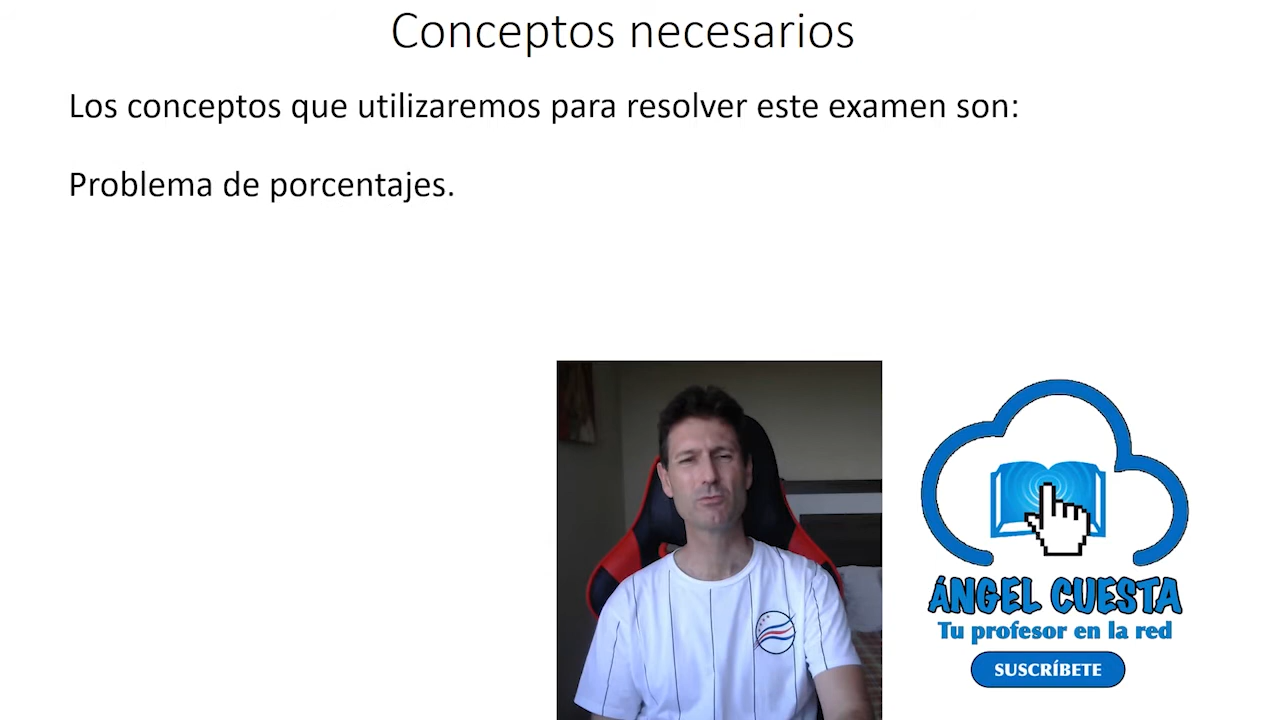 Conceptos necesarios
Los conceptos que utilizaremos para resolver este examen son:
Problema de porcentajes.
ÁNGEL CUESTA
Tu profesor en la red
SUSCRÍBETE